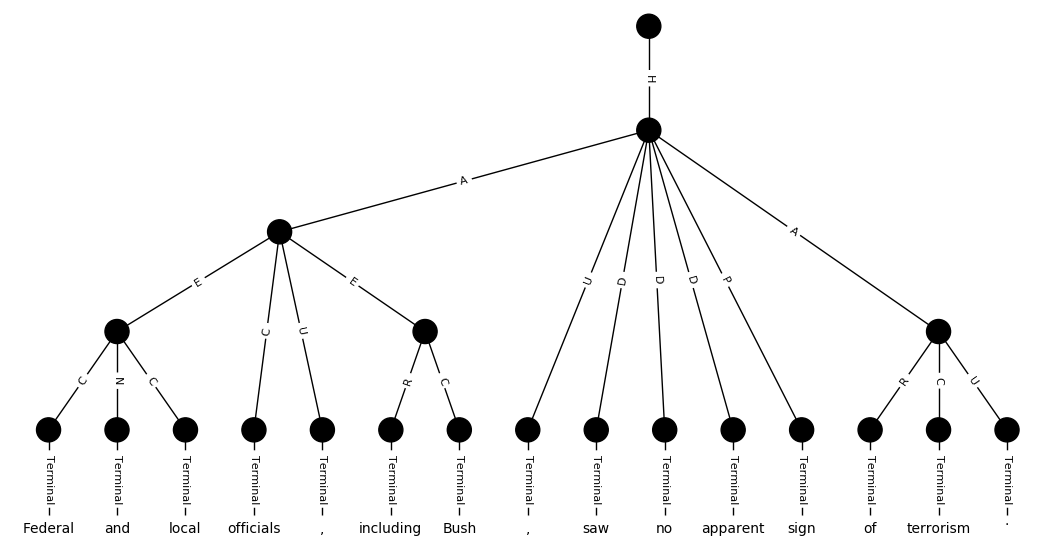 H
A
A
E
E
C
U
U
D
D
D
P
C
N
C
R
C
R
C
U
Terminal Terminal Terminal Terminal Terminal Terminal Terminal Terminal Terminal Terminal Terminal Terminal Terminal Terminal Terminal
Federal and local officials , including Bush , saw no apparent sign of terrorism .